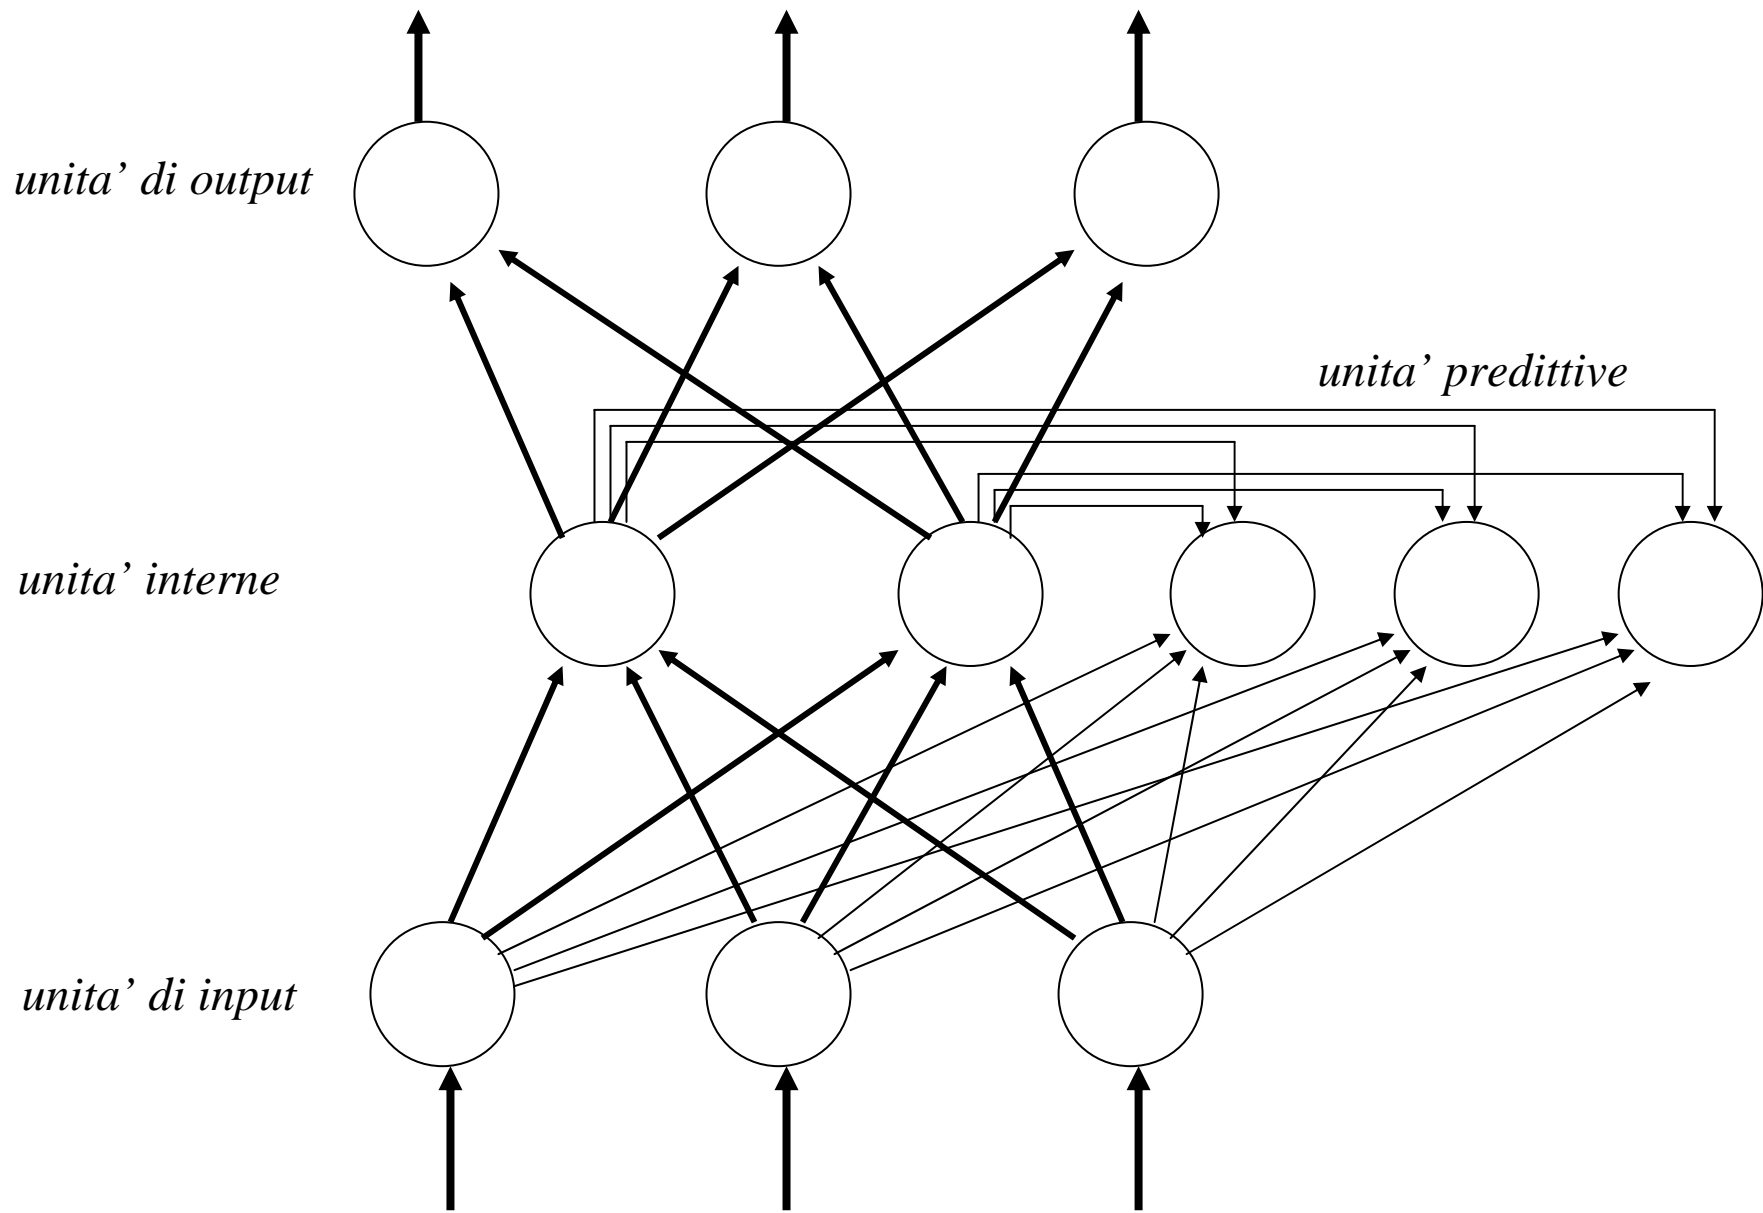 unita’ di output
unita’ predittive
unita’ interne
unita’ di input